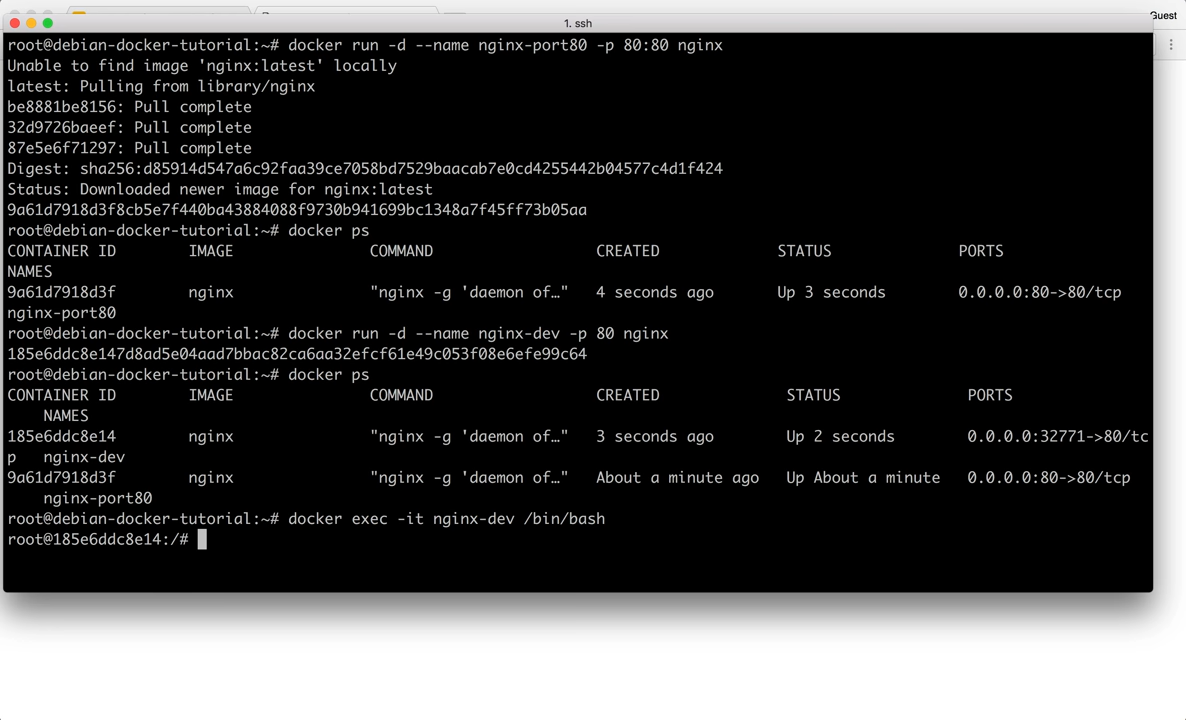 Guest
1. ssh
root@debian-docker-tutorial:~# docker run -d --name nginx-port80 -p 80:80 nginx
Unable to find image 'nginx:latest' locally
latest: Pulling from library/nginx
be8881be8156: Pull complete
32d9726baeef: Pull complete
87e5e6f71297: Pull complete
Digest: sha256:d85914d547a6c92faa39ce7058bd7529baacab7e0cd4255442b04577c4d1f424
Status: Downloaded newer image for nginx:latest
9a61d7918d3f8cb5e7f440ba43884088f9730b941699bc1348a7f45ff73b05aa
root@debian-docker-tutorial:~# docker ps
CONTAINER ID        IMAGE               COMMAND                  CREATED             STATUS              PORTS
NAMES
9a61d7918d3f        nginx               "nginx -g 'daemon of…"   4 seconds ago       Up 3 seconds        0.0.0.0:80->80/tcp
nginx-port80
root@debian-docker-tutorial:~# docker run -d --name nginx-dev -p 80 nginx
185e6ddc8e147d8ad5e04aad7bbac82ca6aa32efcf61e49c053f08e6efe99c64
root@debian-docker-tutorial:~# docker ps
CONTAINER ID        IMAGE               COMMAND                  CREATED              STATUS              PORTS
    NAMES
185e6ddc8e14        nginx               "nginx -g 'daemon of…"   3 seconds ago        Up 2 seconds        0.0.0.0:32771->80/tc
p   nginx-dev
9a61d7918d3f        nginx               "nginx -g 'daemon of…"   About a minute ago   Up About a minute   0.0.0.0:80->80/tcp
    nginx-port80
root@debian-docker-tutorial:~# docker exec -it nginx-dev /bin/bash
root@185e6ddc8e14:/#